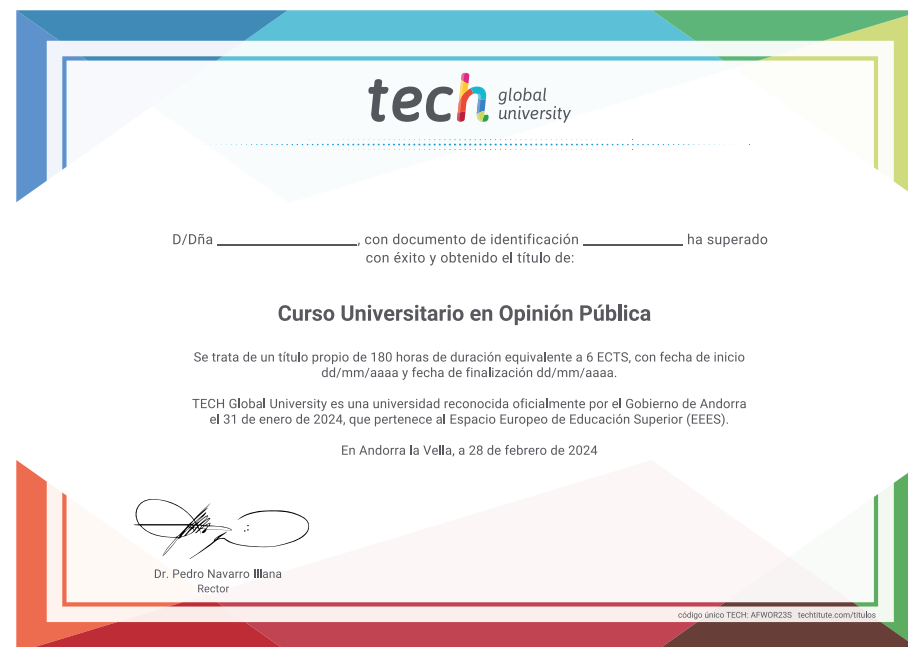 tech global
university
D/Dña ________________, con documento de identificación ____________ ha superado
con éxito y obtenido el título de:
Curso Universitario en Opinión Pública
Se trata de un título propio de 180 horas de duración equivalente a 6 ECTS, con fecha de inicio
dd/mm/aaaa y fecha de finalización dd/mm/aaaa.
TECH Global University es una universidad reconocida oficialmente por el Gobierno de Andorra
el 31 de enero de 2024, que pertenece al Espacio Europeo de Educación Superior (EEES).
En Andorra la Vella, a 28 de febrero de 2024
Dr. Pedro Navarro Illana
Rector
código único TECH: AFWOR23S techtitute.com/titulos